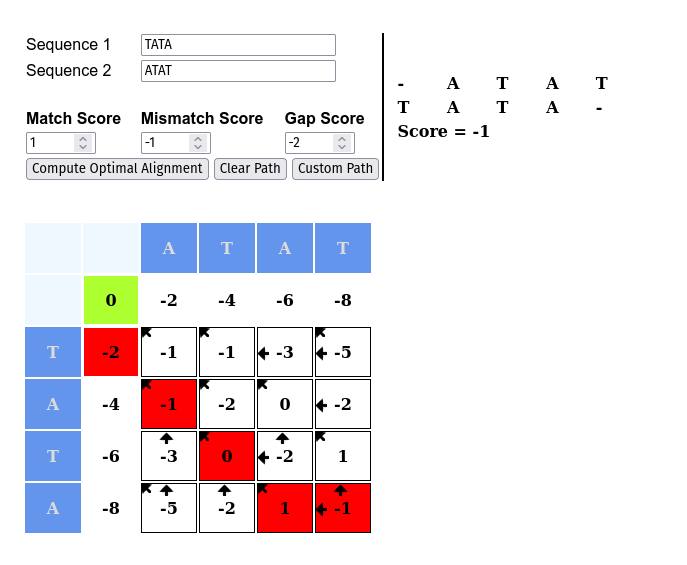 Sequence 1 TATA
Sequence 2 ATAT
Match Score Mismatch Score Gap Score
1 -1 -2
Compute Optimal Alignment Clear Path Custom Path
- A T A T
T A T A -
Score = -1
A T A T
0 -2 -4 -6 -8
T -2 -1 -1 -3 -5
A -4 -1 -2 0 -2
T -6 -3 0 -2 1
A -8 -5 -2 1 -1